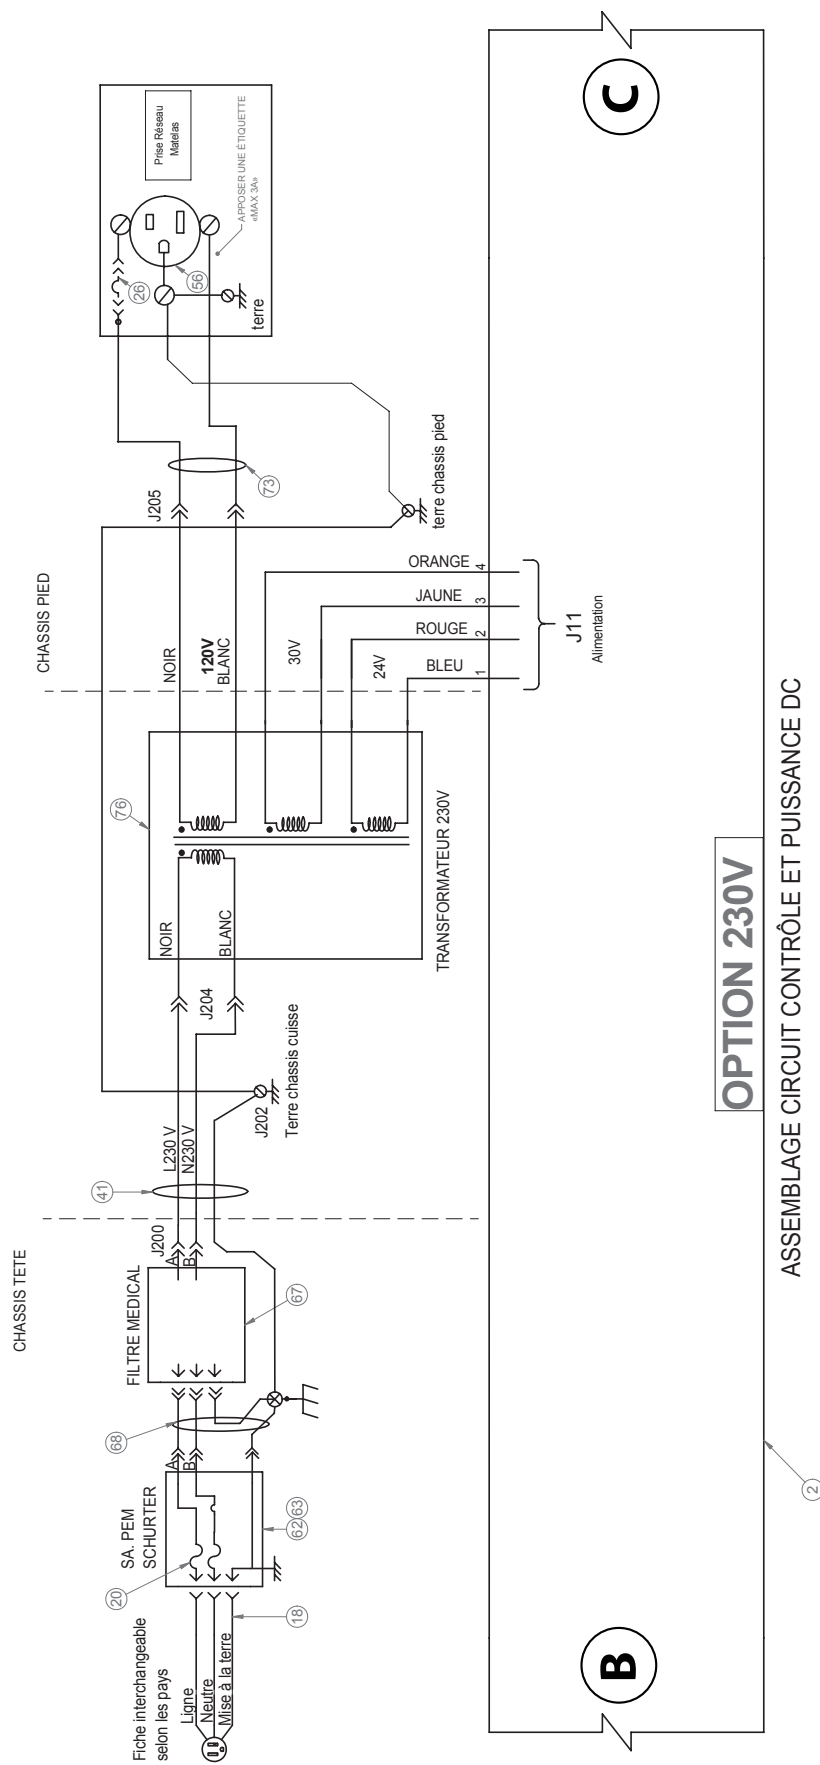 CHASSIS TETE
CHASSIS PIED
Fiche interchangeable
selon les pays
Ligne
Neutre
Mise à la terre
18
20
SA. PEM
SCHURTER
62
63
A
B
68
FILTRE MEDICAL
67
A
B
J200
41
L230 V
N230 V
J202
Terre chassis cuisse
J204
NOIR
BLANC
76
TRANSFORMATEUR 230V
NOIR
120V
BLANC
30V
24V
ORANGE
4
JAUNE
3
ROUGE
2
BLEU
1
J11
Alimentation
J205
73
terre chassis pied
26
56
terre
Prise Réseau
Matelas
APPOSER UNE ÉTIQUETTE
«MAX 3A»
B
C
OPTION 230V
ASSEMBLAGE CIRCUIT CONTRÔLE ET PUISSANCE DC
2